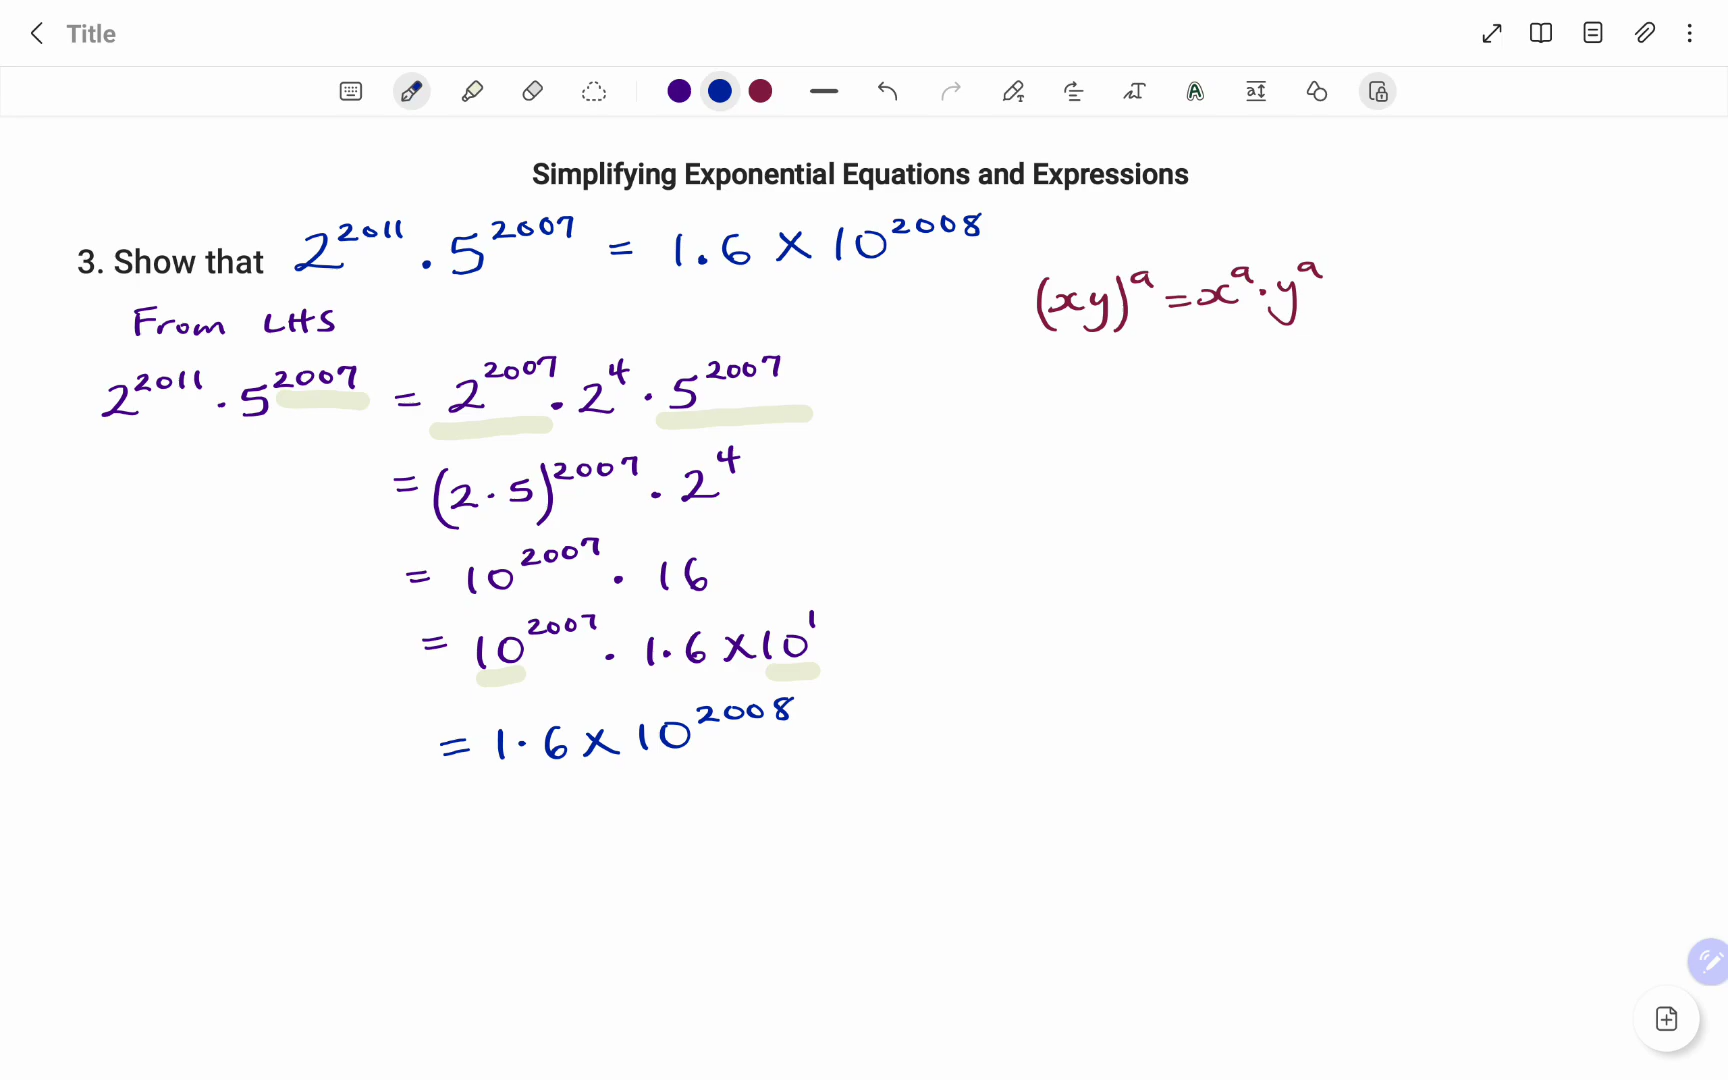 Title
Simplifying Exponential Equations and Expressions
3. Show that 2^2011 · 5^2007 = 1.6 × 10^2008
(xy)^a = x^a · y^a
From LHS
2^2011 · 5^2007 = 2^2007 · 2^4 · 5^2007
= (2 · 5)^2007 · 2^4
= 10^2007 · 16
= 10^2007 · 1.6 × 10^1
= 1.6 × 10^2008